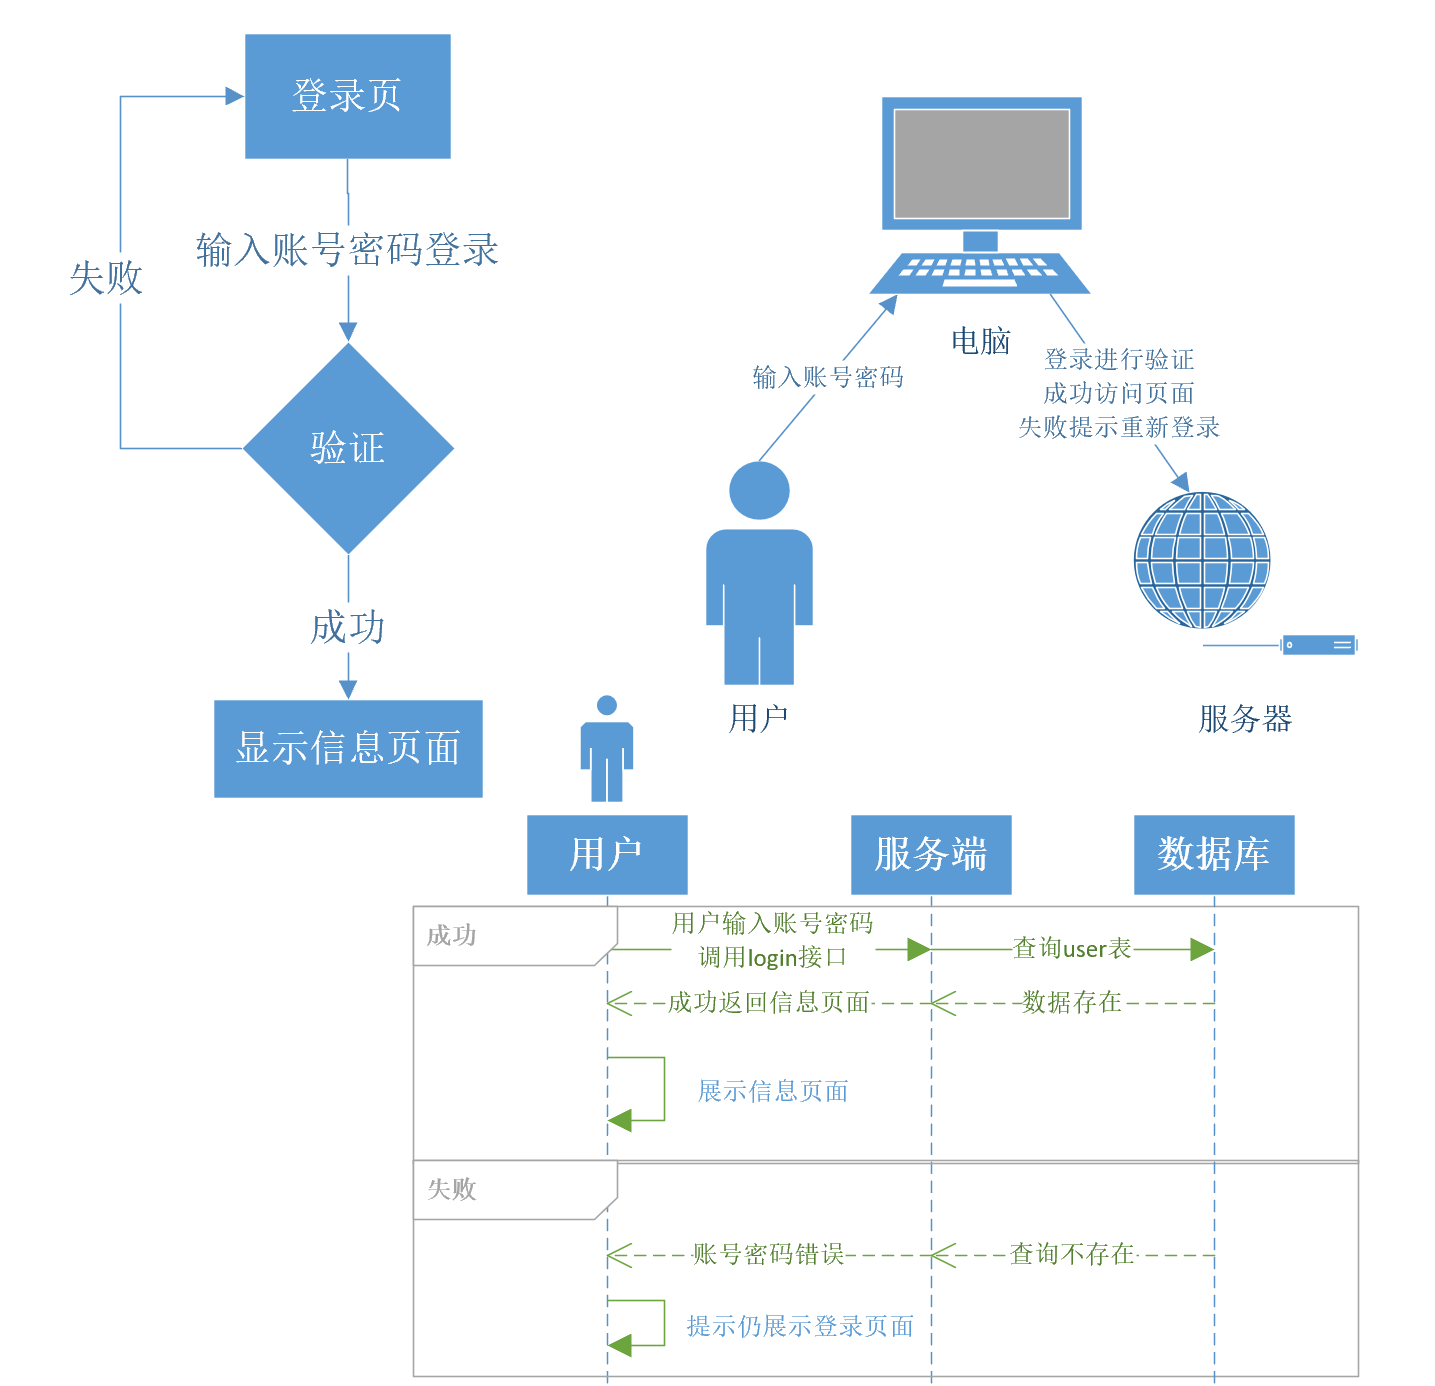 登录页
输入账号密码登录
失败
验证
成功
显示信息页面
电脑
输入账号密码
登录进行验证
成功访问页面
失败提示重新登录
用户
服务器
用户
服务端
数据库
成功
用户输入账号密码
调用login接口
查询user表
成功返回信息页面
数据存在
展示信息页面
失败
账号密码错误
查询不存在
提示仍展示登录页面